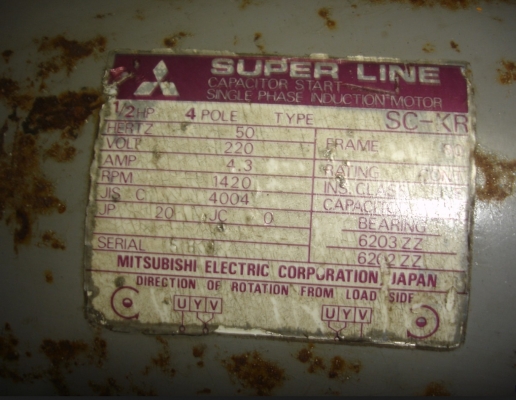 SUPER LINE
CAPACITOR START
SINGLE PHASE INDUCTION MOTOR
1/2HP 4 POLE TYPE SC-KR
HERTZ 50
FRAME
VOLT 220
AMP 4.3
RATING
RPM 1420
INS. CLASS
JIS C 4004
JP 20 JC 0
BEARING
6203ZZ
SERIAL
6202ZZ
MITSUBISHI ELECTRIC CORPORATION JAPAN
DIRECTION OF ROTATION FROM LOAD SIDE
U Y V U Y V